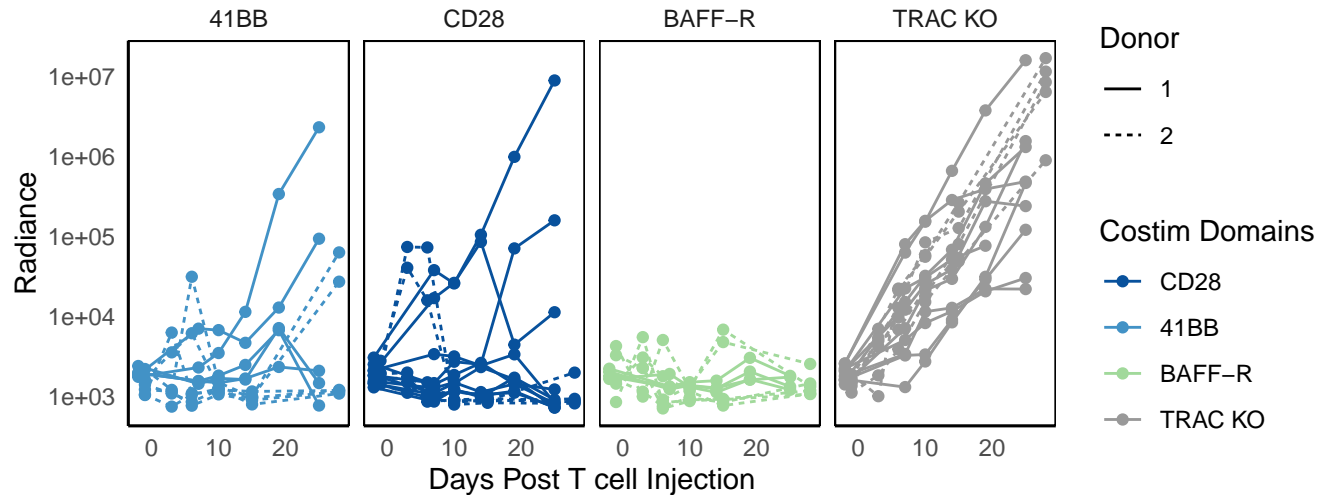 41BB CD28 BAFF−R TRAC KO
1e+07
1e+06
1e+05
1e+04
1e+03
Radiance
0 10 20 0 10 20 0 10 20 0 10 20
Days Post T cell Injection
Donor
1
2
Costim Domains
CD28
41BB
BAFF−R
TRAC KO